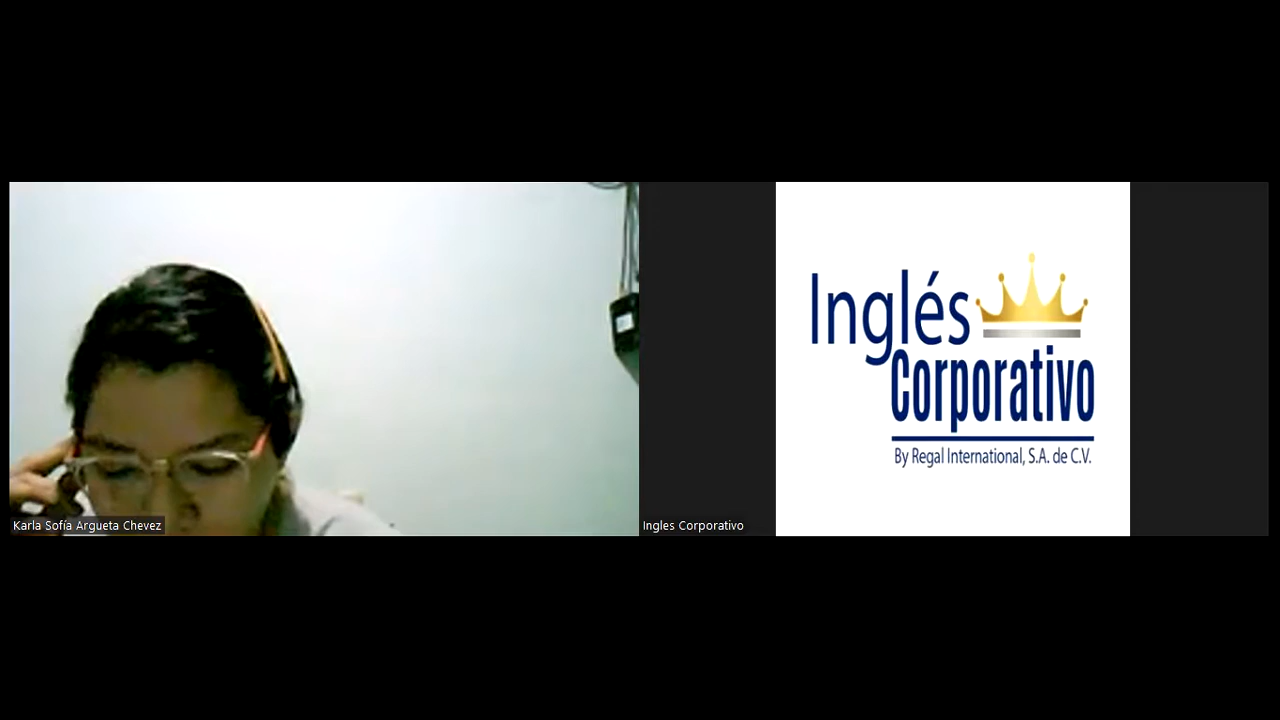 Inglés
Corporativo
By Regal International, S.A. de C.V.
Karla Sofía Argueta Chevez
Ingles Corporativo